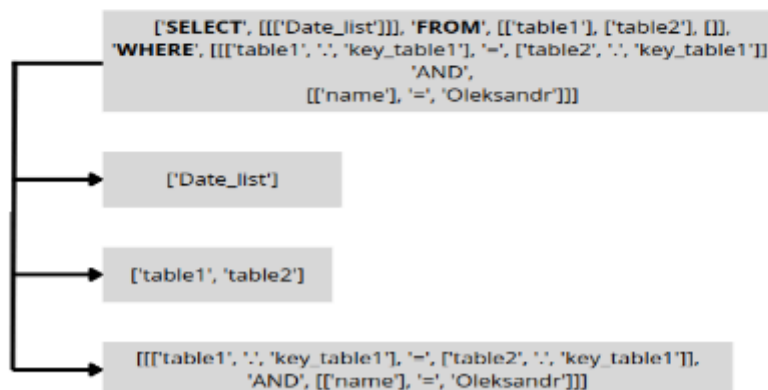 ['SELECT', [[['Date_list']]], 'FROM', [['table1'], ['table2'], []],
'WHERE', [[['table1', '.', 'key_table1'], '=', ['table2', '.', 'key_table1']]
'AND',
[['name'], '=', 'Oleksandr']]]
['Date_list']
['table1', 'table2']
[[['table1', '.', 'key_table1'], '=', ['table2', '.', 'key_table1']],
'AND', [['name'], '=', 'Oleksandr']]]